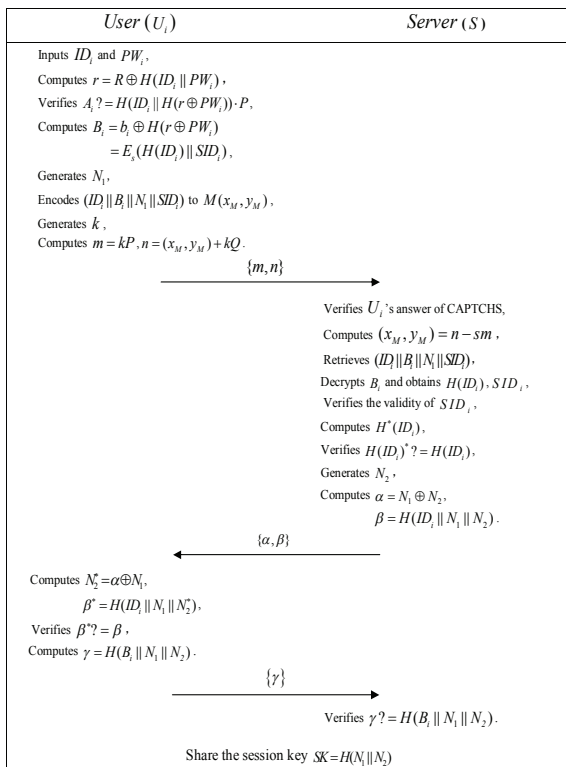 User (U_i) Server (S)
Inputs ID_i and PW_i,
Computes r = R ⊕ H(ID_i || PW_i),
Verifies A_i ? = H(ID_i || H(r ⊕ PW_i))·P,
Computes B_i = b_i ⊕ H(r ⊕ PW_i)
= E_s(H(ID_i) || SID_i),
Generates N_1,
Encodes (ID_i || B_i || N_1 || SID_i) to M(x_M, y_M),
Generates k,
Computes m = kP, n = (x_M, y_M) + kQ.
{m, n}
Verifies U_i's answer of CAPTCHS,
Computes (x_M, y_M) = n − sm,
Retrieves (ID_i || B_i || N_1 || SID_i),
Decrypts B_i and obtains H(ID_i), SID_i,
Verifies the validity of SID_i,
Computes H*(ID_i),
Verifies H(ID_i)* ? = H(ID_i),
Generates N_2,
Computes α = N_1 ⊕ N_2,
β = H(ID_i || N_1 || N_2).
{α, β}
Computes N_2* = α ⊕ N_1,
β* = H(ID_i || N_1 || N_2*),
Verifies β* ? = β,
Computes γ = H(B_i || N_1 || N_2).
{γ}
Verifies γ ? = H(B_i || N_1 || N_2).
Share the session key SK = H(N_1 || N_2)